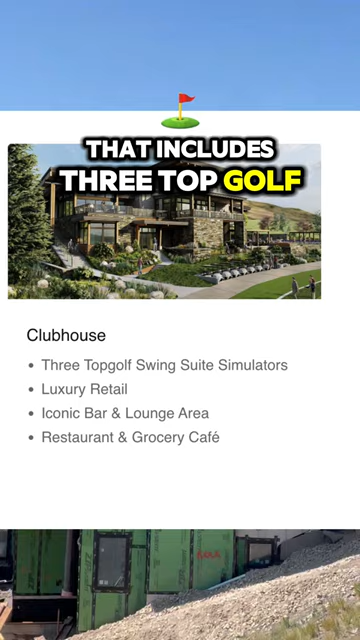 THAT INCLUDES
THREE TOP GOLF
Clubhouse
• Three Topgolf Swing Suite Simulators
• Luxury Retail
• Iconic Bar & Lounge Area
• Restaurant & Grocery Café